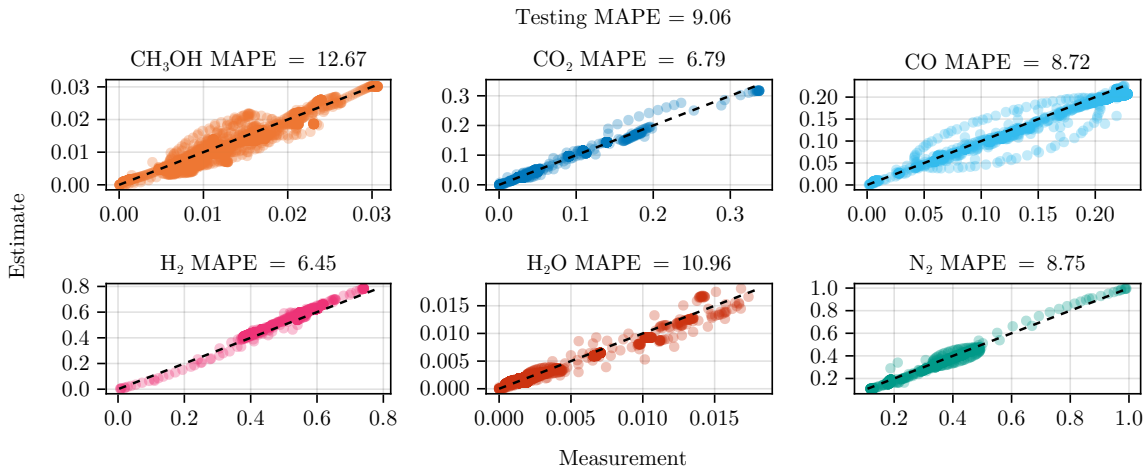 Testing MAPE = 9.06
CH₃OH MAPE = 12.67
CO₂ MAPE = 6.79
CO MAPE = 8.72
0.03
0.02
0.01
0.00
0.00 0.01 0.02 0.03
0.3
0.2
0.1
0.0
0.0 0.1 0.2 0.3
0.20
0.15
0.10
0.05
0.00
0.00 0.05 0.10 0.15 0.20
Estimate
H₂ MAPE = 6.45
H₂O MAPE = 10.96
N₂ MAPE = 8.75
0.8
0.6
0.4
0.2
0.0
0.0 0.2 0.4 0.6 0.8
0.015
0.010
0.005
0.000
0.000 0.005 0.010 0.015
1.0
0.8
0.6
0.4
0.2
0.2 0.4 0.6 0.8 1.0
Measurement